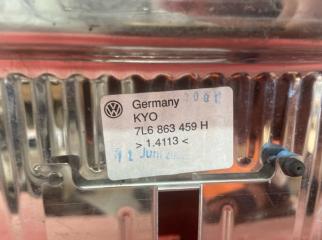 Germany
KYO
7L6 863 459 H
> 1.4113 <